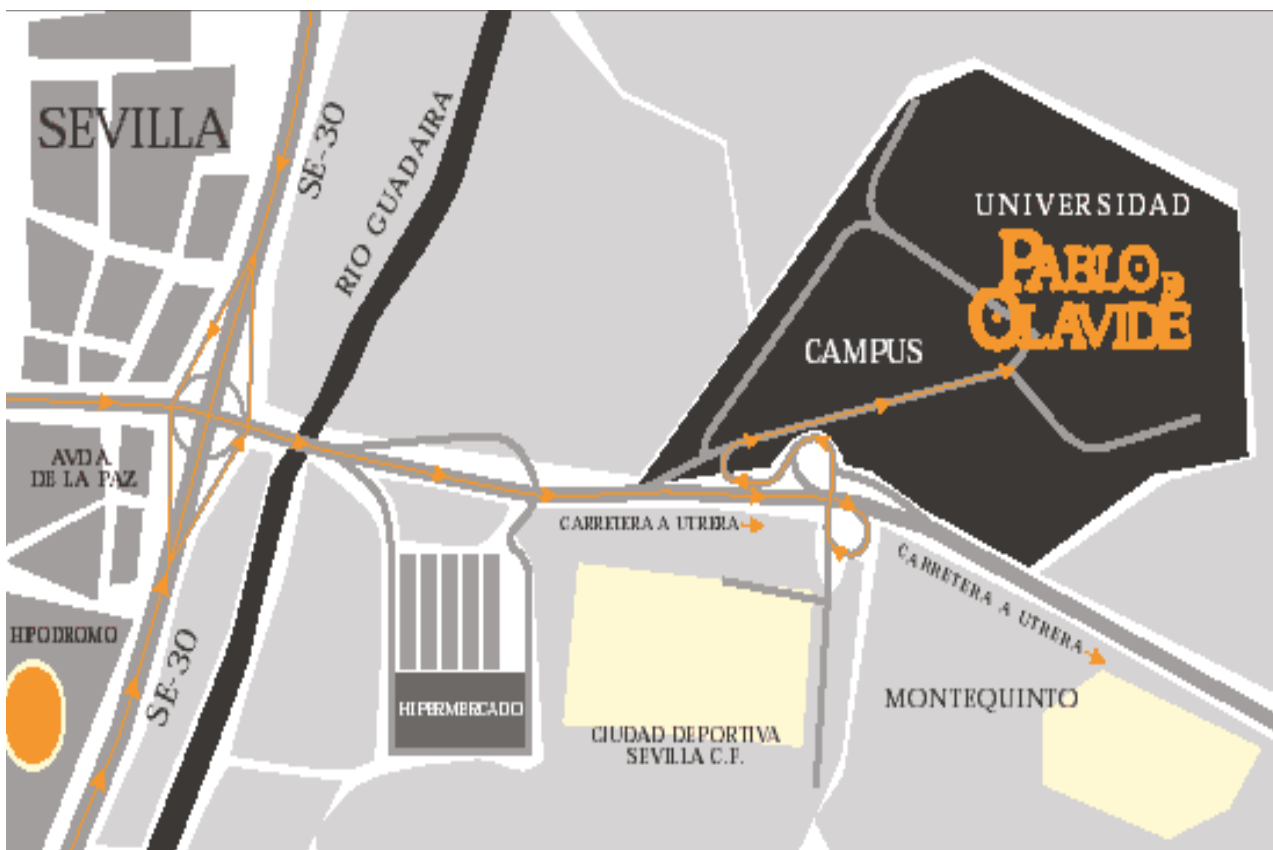 SEVILLA
SE-30
RIO GUADAIRA
UNIVERSIDAD
PABLO DE
OLAVIDE
CAMPUS
AVDA.
DE LA PAZ
CARRETERA A UTRERA
CARRETERA A UTRERA
HIPODROMO
SE-30
HIPERMERCADO
CIUDAD DEPORTIVA
SEVILLA C.F.
MONTEQUINTO